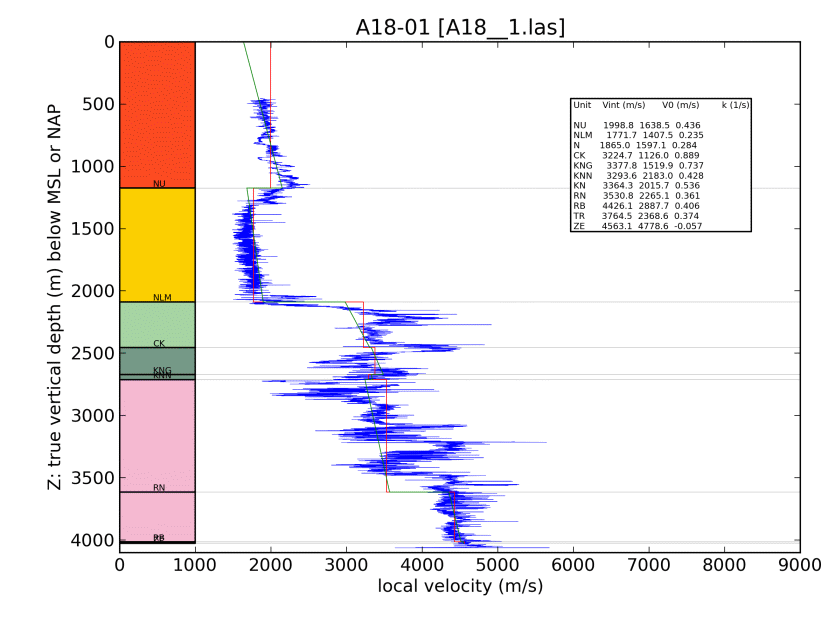 A18-01 [A18__1.las]
0
500
1000
1500
2000
2500
3000
3500
4000
Z: true vertical depth (m) below MSL or NAP
NU
NLM
CK
KNG
KNN
RN
RB
Unit Vint (m/s) V0 (m/s) k (1/s)
NU 1998.8 1638.5 0.436
NLM 1771.7 1407.5 0.235
N 1865.0 1597.1 0.284
CK 3224.7 1126.0 0.889
KNG 3377.8 1519.9 0.737
KNN 3293.6 2183.0 0.428
KN 3364.3 2015.7 0.536
RN 3530.8 2265.1 0.361
RB 4426.1 2887.7 0.406
TR 3764.5 2368.6 0.374
ZE 4563.1 4778.6 -0.057
0 1000 2000 3000 4000 5000 6000 7000 8000 9000
local velocity (m/s)